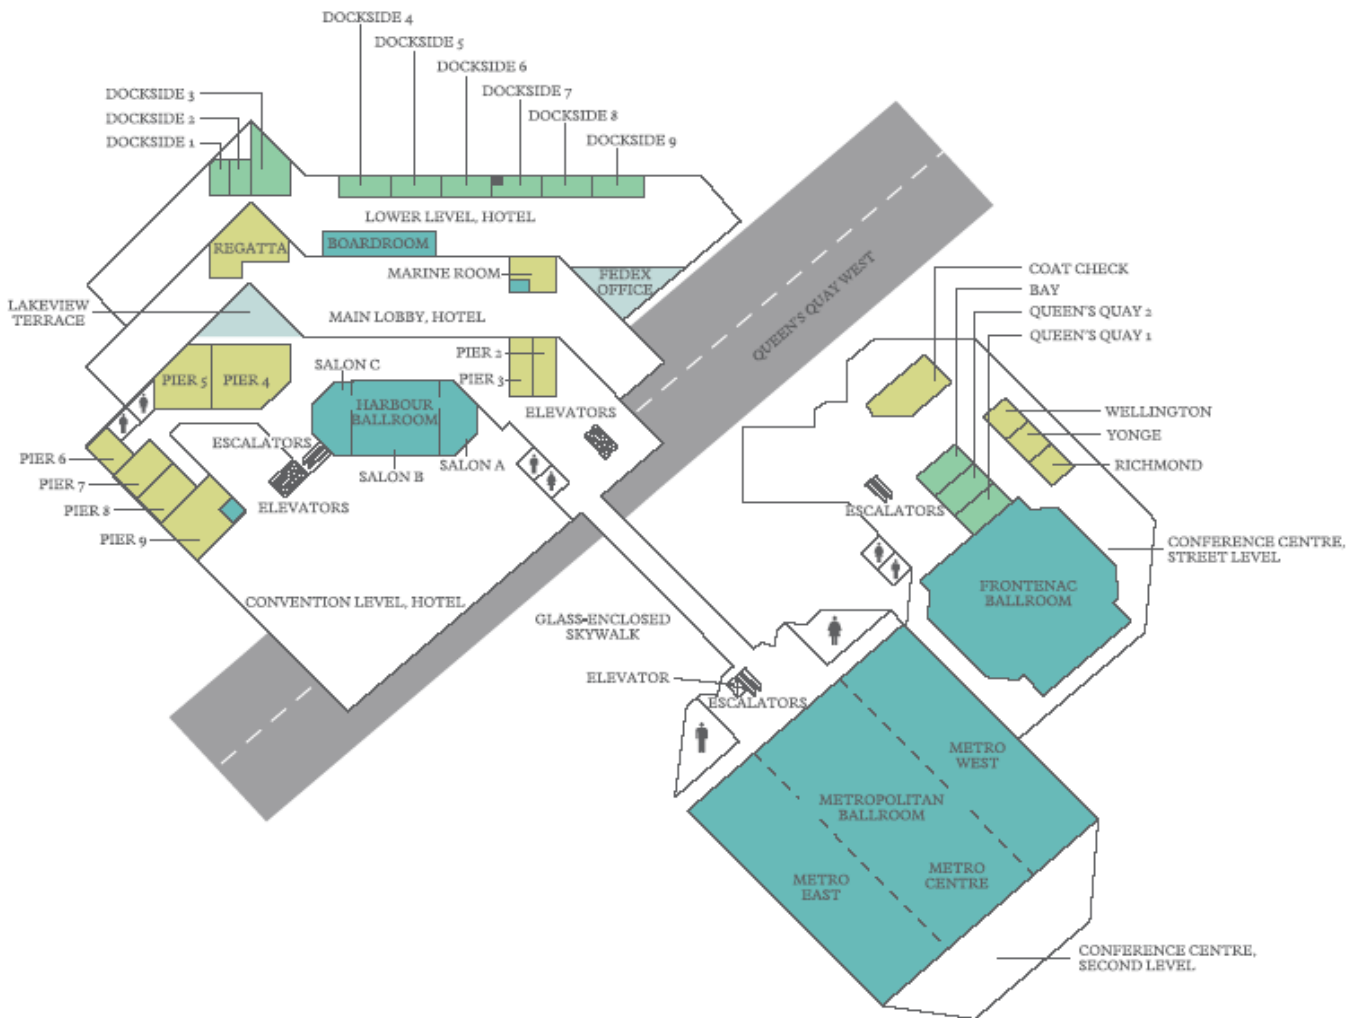 DOCKSIDE 4
DOCKSIDE 5
DOCKSIDE 6
DOCKSIDE 7
DOCKSIDE 8
DOCKSIDE 9
DOCKSIDE 3
DOCKSIDE 2
DOCKSIDE 1
LOWER LEVEL, HOTEL
REGATTA
BOARDROOM
MARINE ROOM
FEDEX
OFFICE
QUEEN'S QUAY WEST
LAKEVIEW
TERRACE
MAIN LOBBY, HOTEL
PIER 5
PIER 4
SALON C
HARBOUR
BALLROOM
PIER 2
PIER 3
ELEVATORS
ESCALATORS
SALON B
SALON A
ELEVATORS
PIER 6
PIER 7
PIER 8
PIER 9
CONVENTION LEVEL, HOTEL
GLASS-ENCLOSED
SKYWALK
ELEVATOR
ESCALATORS
COAT CHECK
BAY
QUEEN'S QUAY 2
QUEEN'S QUAY 1
WELLINGTON
YONGE
RICHMOND
ESCALATORS
CONFERENCE CENTRE,
STREET LEVEL
FRONTENAC
BALLROOM
METRO
WEST
METROPOLITAN
BALLROOM
METRO
CENTRE
METRO
EAST
CONFERENCE CENTRE,
SECOND LEVEL